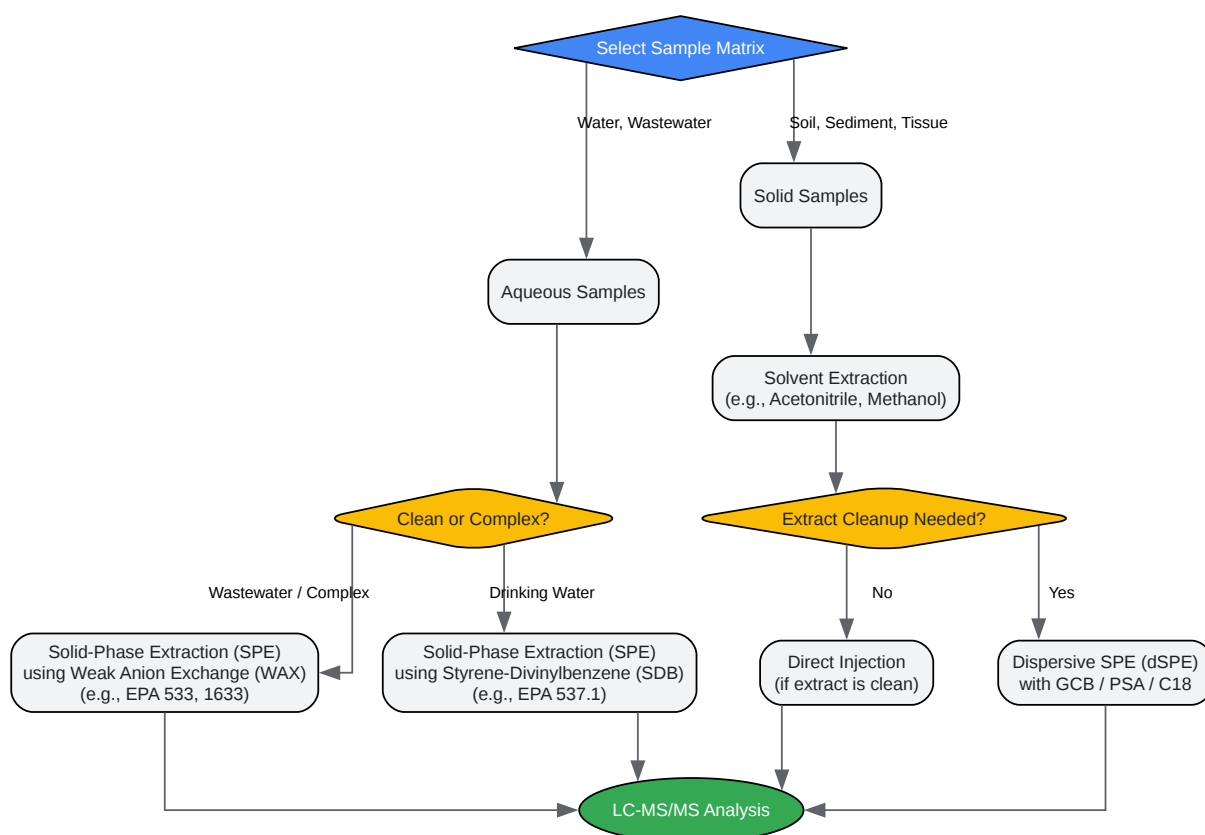 Select Sample Matrix
Water, Wastewater
Soil, Sediment, Tissue
Solid Samples
Aqueous Samples
Solvent Extraction
(e.g., Acetonitrile, Methanol)
Clean or Complex?
Extract Cleanup Needed?
Wastewater / Complex
Drinking Water
No
Yes
Solid-Phase Extraction (SPE)
using Weak Anion Exchange (WAX)
(e.g., EPA 533, 1633)
Solid-Phase Extraction (SPE)
using Styrene-Divinylbenzene (SDB)
(e.g., EPA 537.1)
Direct Injection
(if extract is clean)
Dispersive SPE (dSPE)
with GCB / PSA / C18
LC-MS/MS Analysis